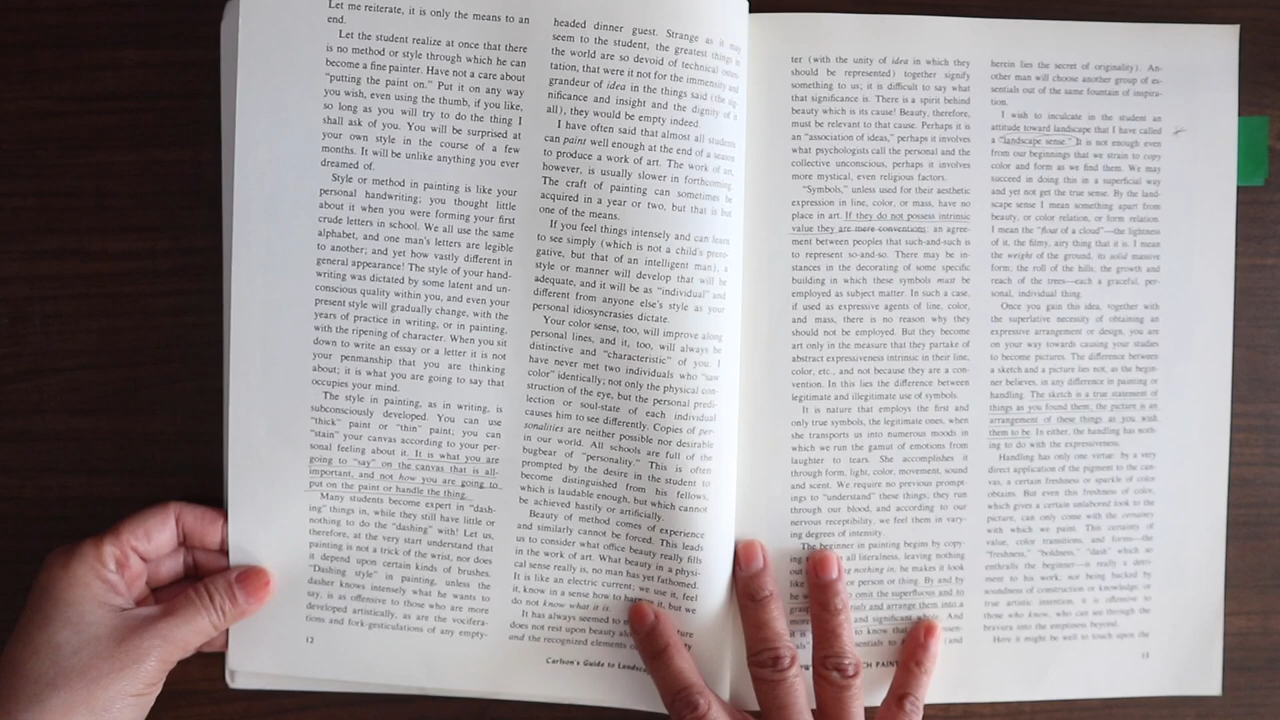 Let me reiterate, it is only the means to an
end.
Let the student realize at once that there
is no method or style through which he can
become a fine painter. Have not a care about
"putting the paint on." Put it on any way
you wish, even using the thumb, if you like,
so long as you will try to do the thing I
shall ask of you. You will be surprised at
your own style in the course of a few
months. It will be unlike anything you ever
dreamed of.
Style or method in painting is like your
personal handwriting; you thought little
about it when you were forming your first
crude letters in school. We all use the same
alphabet, and one man's letters are legible
to another; and yet how vastly different in
general appearance! The style of your hand-
writing was dictated by some latent and un-
conscious quality within you, and even your
present style will gradually change, with the
years of practice in writing, or in painting,
with the ripening of character. When you sit
down to write an essay or a letter it is not
your penmanship that you are thinking
about; it is what you are going to say that
occupies your mind.
The style in painting, as in writing, is
subconsciously developed. You can use
"thick" paint or "thin" paint; you can
"stain" your canvas according to your per-
sonal feeling about it. It is what you are
going to "say" on the canvas that is all-
important, and not how you are going to
put on the paint or handle the thing.
Many students become expert in "dash-
ing" things in, while they still have little or
nothing to do the "dashing" with! Let us,
therefore, at the very start understand that
painting is not a trick of the wrist, nor does
it depend upon certain kinds of brushes.
"Dashing style" in painting, unless the
dasher knows intensely what he wants to
say, is as offensive to those who are more
developed artistically, as are the vocifera-
tions and fork-gesticulations of any empty-
12
headed dinner guest. Strange as it may
seem to the student, the greatest things in
the world are so devoid of technical osten-
tation, that were it not for the immensity and
grandeur of idea in the things said (the sig-
nificance and insight and the dignity of it
all), they would be empty indeed.
I have often said that almost all students
can paint well enough at the end of a season
to produce a work of art. The work of art,
however, is usually slower in forthcoming.
The craft of painting can sometimes be
acquired in a year or two, but that is but
one of the means.
If you feel things intensely and can learn
to see simply (which is not a child's prero-
gative, but that of an intelligent man), a
style or manner will develop that will be
adequate, and it will be as "individual" and
different from anyone else's style as your
personal idiosyncrasies dictate.
Your color sense, too, will improve along
personal lines, and it, too, will always be
distinctive and "characteristic" of you. I
have never met two individuals who "saw
color" identically; not only the physical con-
struction of the eye, but the personal predi-
lection or soul-state of each individual
causes him to see differently. Copies of per-
sonalities are neither possible nor desirable
in our world. All schools are full of the
bugbear of "personality." This is often
prompted by the desire in the student to
become distinguished from his fellows,
which is laudable enough, but which cannot
be achieved hastily or artificially.
Beauty of method comes of experience
and similarly cannot be forced. This leads
us to consider what office beauty really fills
in the work of art. What beauty in a physi-
cal sense really is, no man has yet fathomed.
It is like an electric current; we use it, feel
it, know in a sense how to harness it, but we
do not know what it is.
It has always seemed to
does not rest upon beauty
and the recognized elements
Carlson's Guide to
ter (with the unity of idea in which they
should be represented) together signify
something to us; it is difficult to say what
that significance is. There is a spirit behind
beauty which is its cause! Beauty, therefore,
must be relevant to that cause. Perhaps it is
an "association of ideas," perhaps it involves
what psychologists call the personal and the
collective unconscious, perhaps it involves
more mystical, even religious factors.
"Symbols," unless used for their aesthetic
expression in line, color, or mass, have no
place in art. If they do not possess intrinsic
value they are mere conventions: an agree-
ment between peoples that such-and-such is
to represent so-and-so. There may be in-
stances in the decorating of some specific
building in which these symbols must be
employed as subject matter. In such a case,
if used as expressive agents of line, color,
and mass, there is no reason why they
should not be employed. But they become
art only in the measure that they partake of
abstract expressiveness intrinsic in their line,
color, etc., and not because they are a con-
vention. In this lies the difference between
legitimate and illegitimate use of symbols.
It is nature that employs the first and
only true symbols, the legitimate ones, when
she transports us into numerous moods in
which we run the gamut of emotions from
laughter to tears. She accomplishes it
through form, light, color, movement, sound
and scent. We require no previous prompt-
ings to "understand" these things, they run
through our blood, and according to our
nervous receptivity, we feel them in vary-
ing degrees of intensity.
The beginner in painting begins by copy-
ing all literalness, leaving nothing
out nothing in; he makes it look
like or person or thing. By and by
he omit the superfluous and to
grasp and arrange them into a
more and significant whole. And
it is to know that
sentials to (and
PAINT
herein lies the secret of originality). An-
other man will choose another group of es-
sentials out of the same fountain of inspira-
tion.
I wish to inculcate in the student an
attitude toward landscape that I have called
a "landscape sense." It is not enough even
from our beginnings that we strain to copy
color and form as we find them. We may
succeed in doing this in a superficial way
and yet not get the true sense. By the land-
scape sense I mean something apart from
beauty, or color relation, or form relation.
I mean the "float of a cloud"—the lightness
of it, the filmy, airy thing that it is. I mean
the weight of the ground, its solid massive
form; the roll of the hills; the growth and
reach of the trees—each a graceful, per-
sonal, individual thing.
Once you gain this idea, together with
the superlative necessity of obtaining an
expressive arrangement or design, you are
on your way towards causing your studies
to become pictures. The difference between
a sketch and a picture lies not, as the begin-
ner believes, in any difference in painting or
handling. The sketch is a true statement of
things as you found them; the picture is an
arrangement of these things as you wish
them to be. In either, the handling has noth-
ing to do with the expressiveness.
Handling has only one virtue: by a very
direct application of the pigment to the can-
vas, a certain freshness or sparkle of color
obtains. But even this freshness of color,
which gives a certain unlabored look to the
picture, can only come with the certainty
with which we paint. This certainty of
value, color transitions, and forms—the
"freshness," "boldness," "dash" which so
enthralls the beginner—is really a detri-
ment to his work; not being backed by
soundness of construction or knowledge, or
true artistic intention, it is offensive to
those who know, who can see through the
bravura into the emptiness beyond.
Here it might be well to touch upon the
13